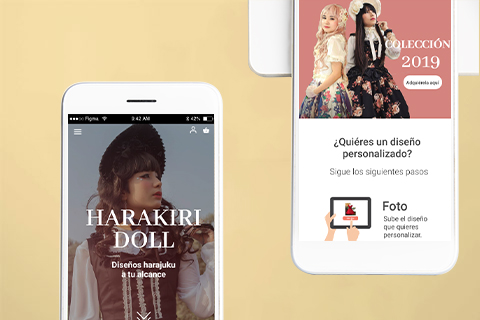 Figma
9:42 AM
42%
HARAKIRI
DOLL
Diseños harajuku
a tu alcance
COLECCIÓN
2019
Adquierela aquí
¿Quiéres un diseño
personalizado?
Sigue los siguientes pasos
Foto
Sube el diseño
que quieres
personalizar.